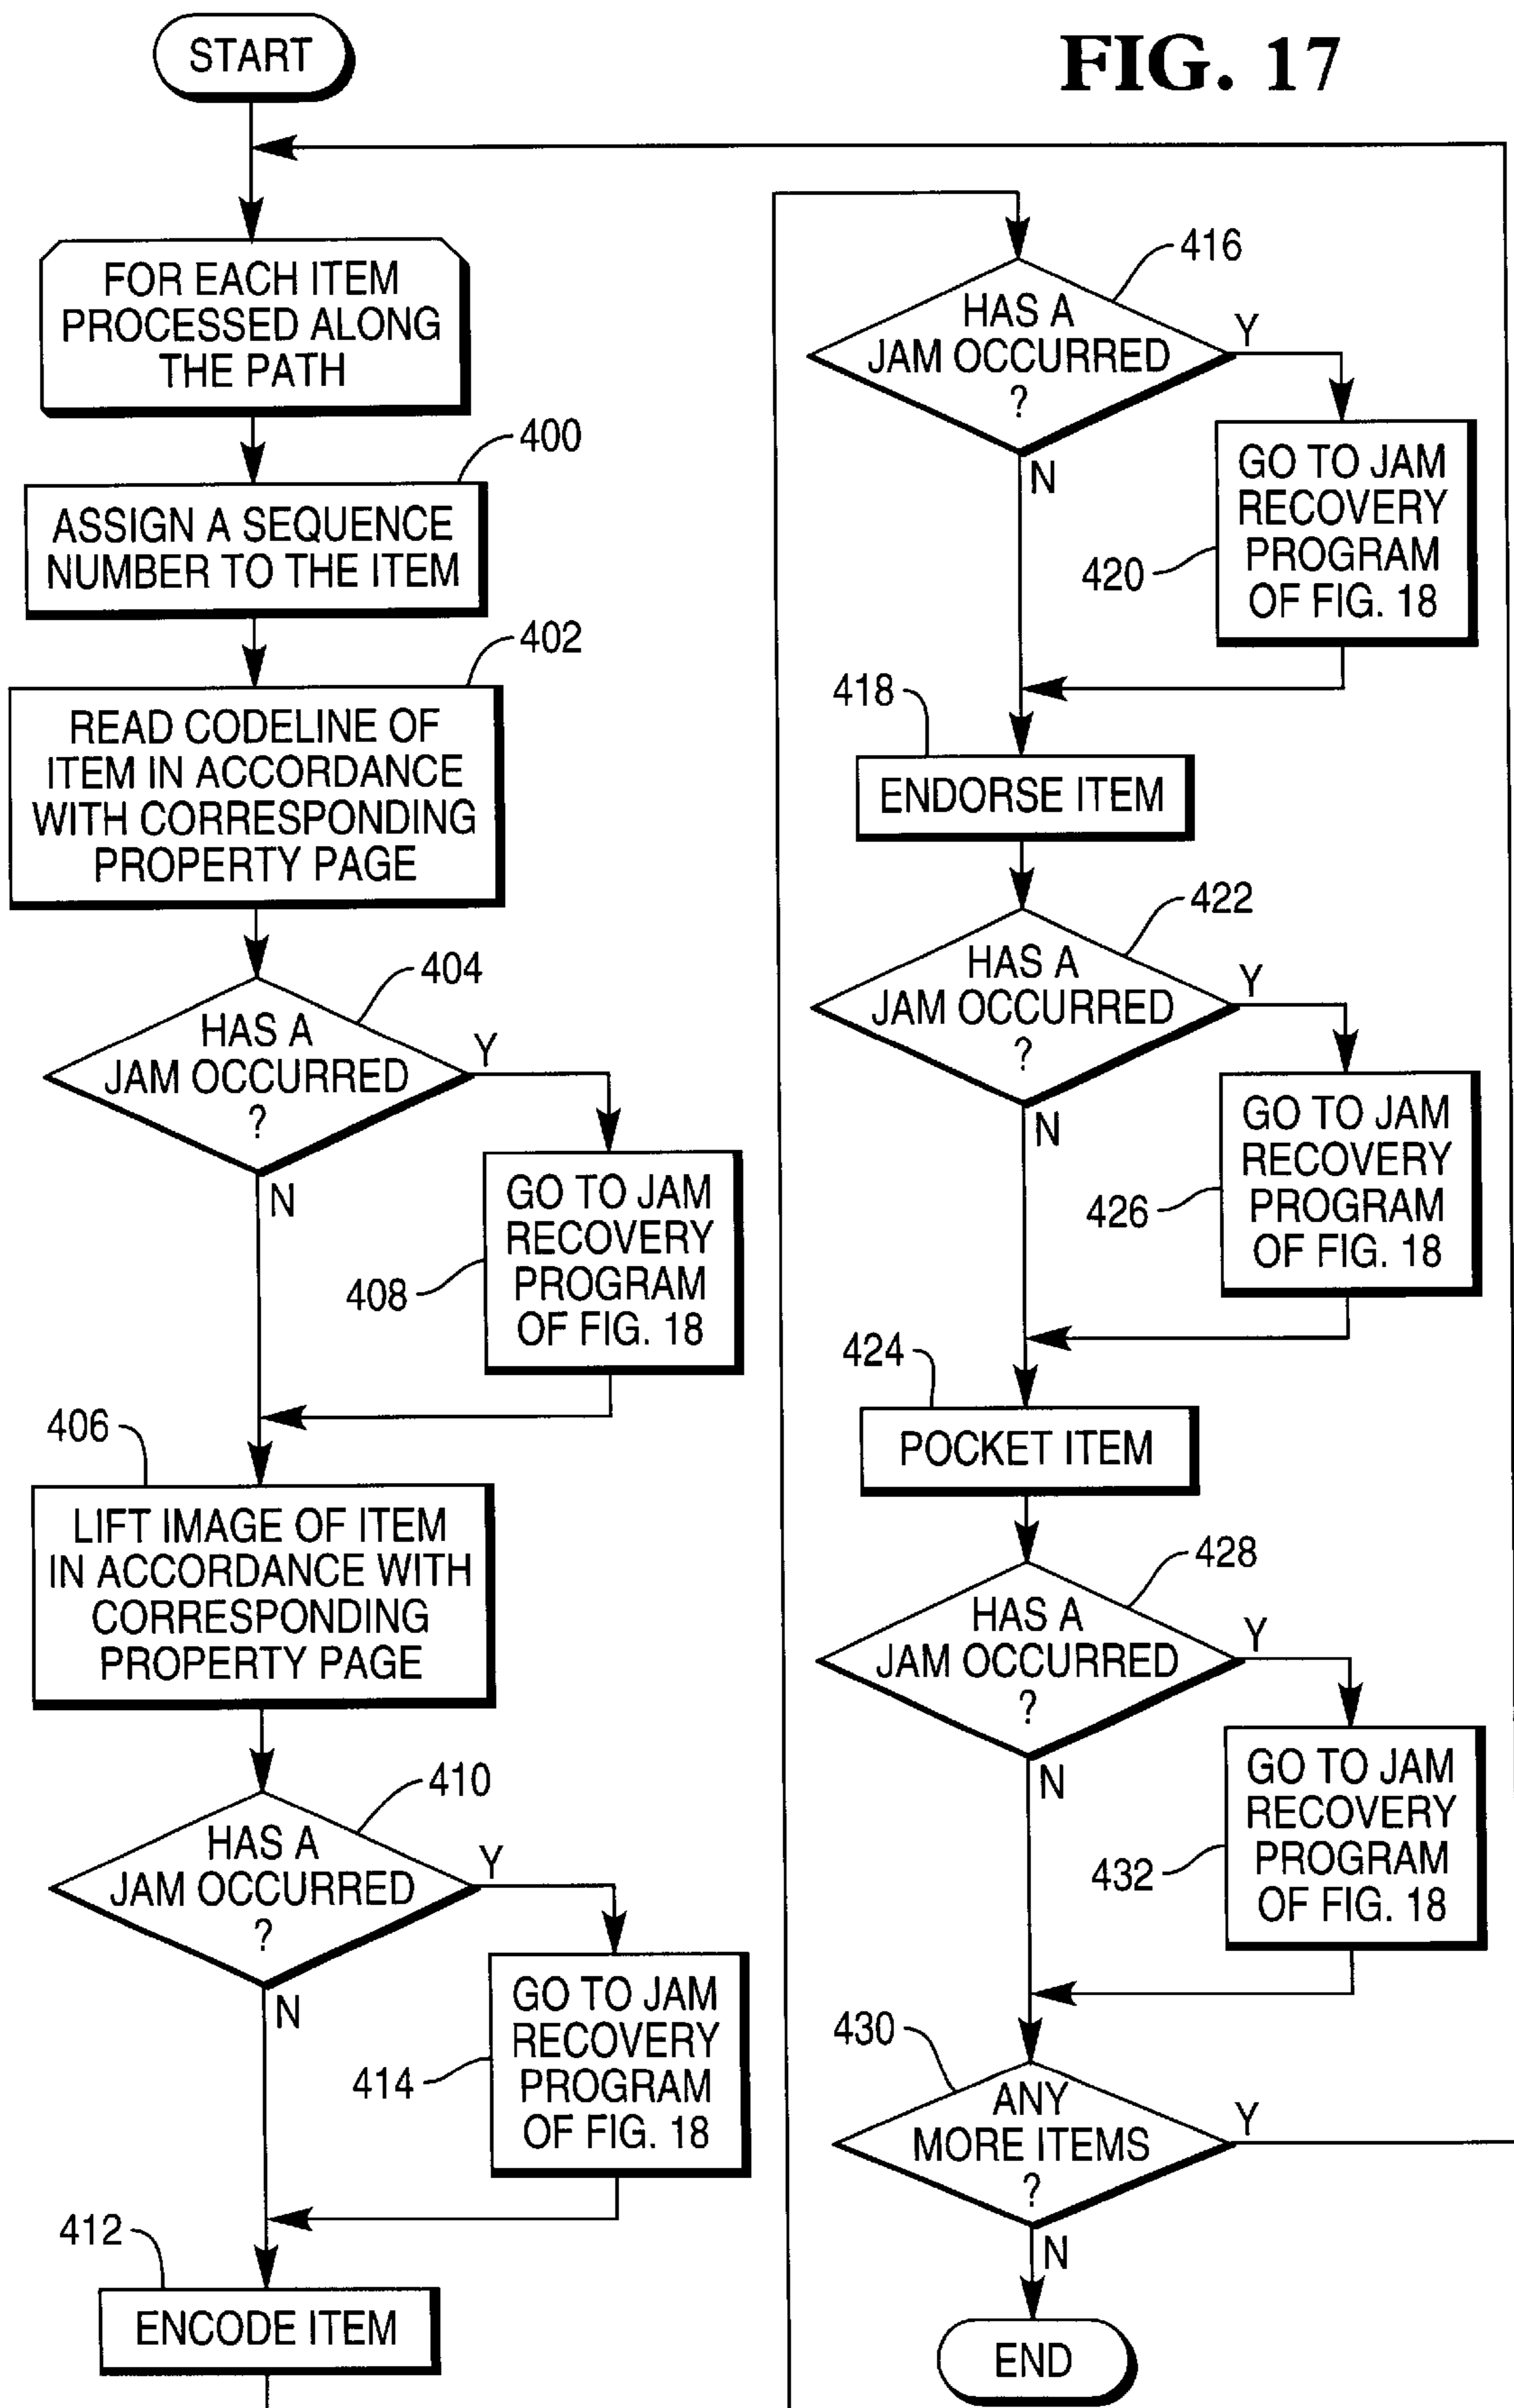 FIG. 17
START
FOR EACH ITEM
PROCESSED ALONG
THE PATH
400
ASSIGN A SEQUENCE
NUMBER TO THE ITEM
402
READ CODELINE OF
ITEM IN ACCORDANCE
WITH CORRESPONDING
PROPERTY PAGE
404
HAS A
JAM OCCURRED
?
Y
N
GO TO JAM
RECOVERY
PROGRAM
OF FIG. 18
408
406
LIFT IMAGE OF ITEM
IN ACCORDANCE WITH
CORRESPONDING
PROPERTY PAGE
410
HAS A
JAM OCCURRED
?
Y
N
GO TO JAM
RECOVERY
PROGRAM
OF FIG. 18
414
412
ENCODE ITEM
416
HAS A
JAM OCCURRED
?
Y
N
GO TO JAM
RECOVERY
PROGRAM
OF FIG. 18
420
418
ENDORSE ITEM
422
HAS A
JAM OCCURRED
?
Y
N
GO TO JAM
RECOVERY
PROGRAM
OF FIG. 18
426
424
POCKET ITEM
428
HAS A
JAM OCCURRED
?
Y
N
GO TO JAM
RECOVERY
PROGRAM
OF FIG. 18
432
430
ANY
MORE ITEMS
?
Y
N
END